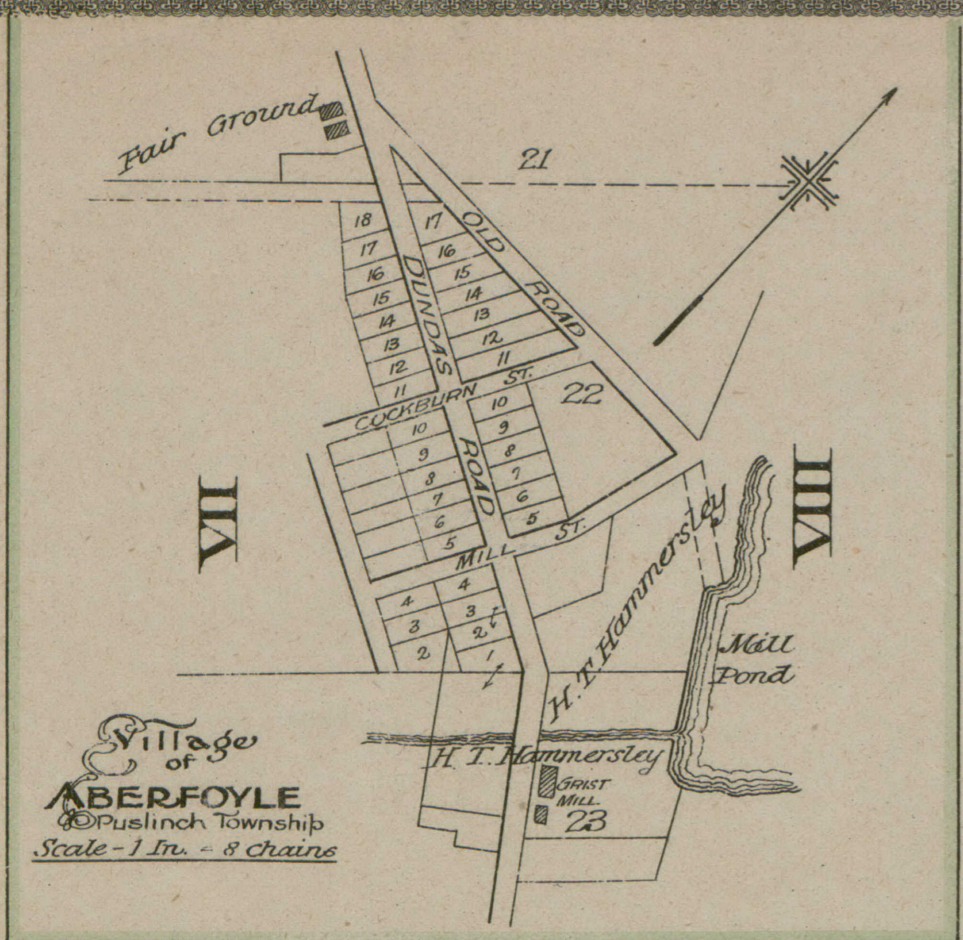 Fair Ground
21
18
17
16
15
14
13
12
11
17
16
15
14
13
12
11
OLD ROAD
DUNDAS ROAD
COCKBURN ST.
22
10
9
8
7
6
5
10
9
8
7
6
5
MILL ST.
VII
VIII
4
3
2
4
3
2
1
H. T. Hammersley
Mill
Pond
H. T. Hammersley
GRIST
MILL
23
Village
of
ABERFOYLE
Puslinch Township
Scale - 1 In. = 8 chains